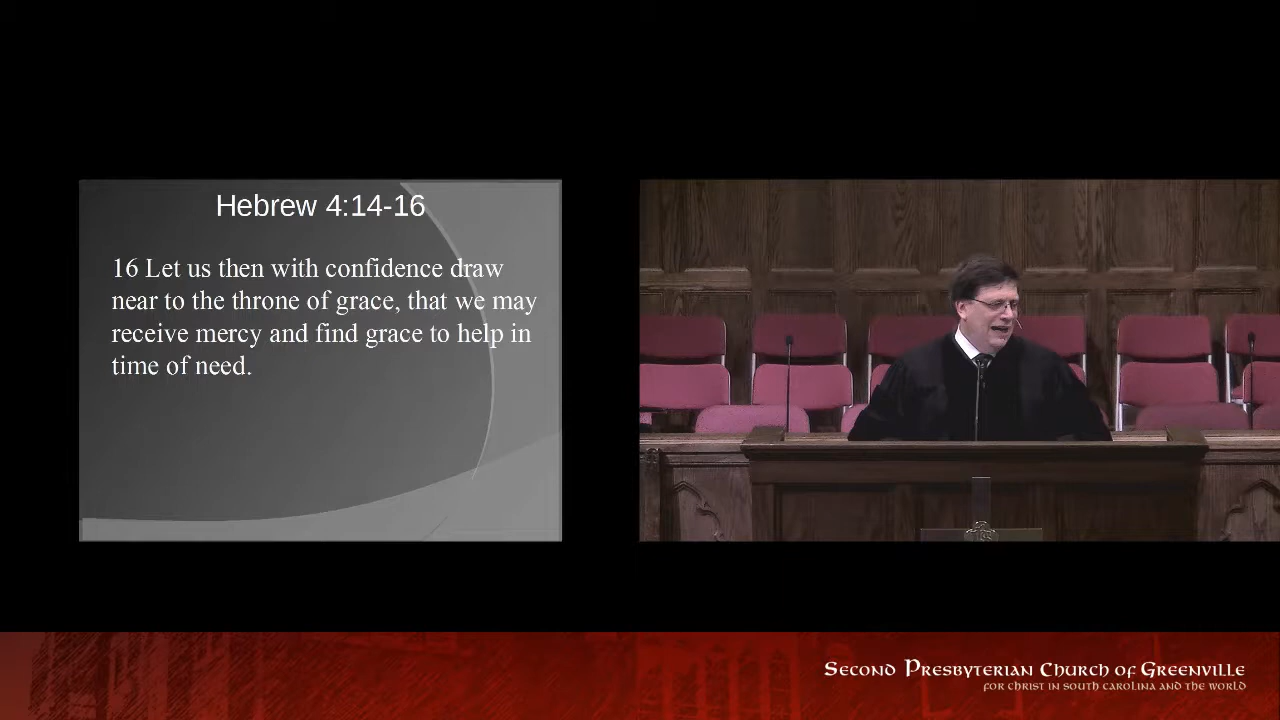 Hebrew 4:14-16
16 Let us then with confidence draw
near to the throne of grace, that we may
receive mercy and find grace to help in
time of need.
Second Presbyterian Church of Greenville
for Christ in South Carolina and the World